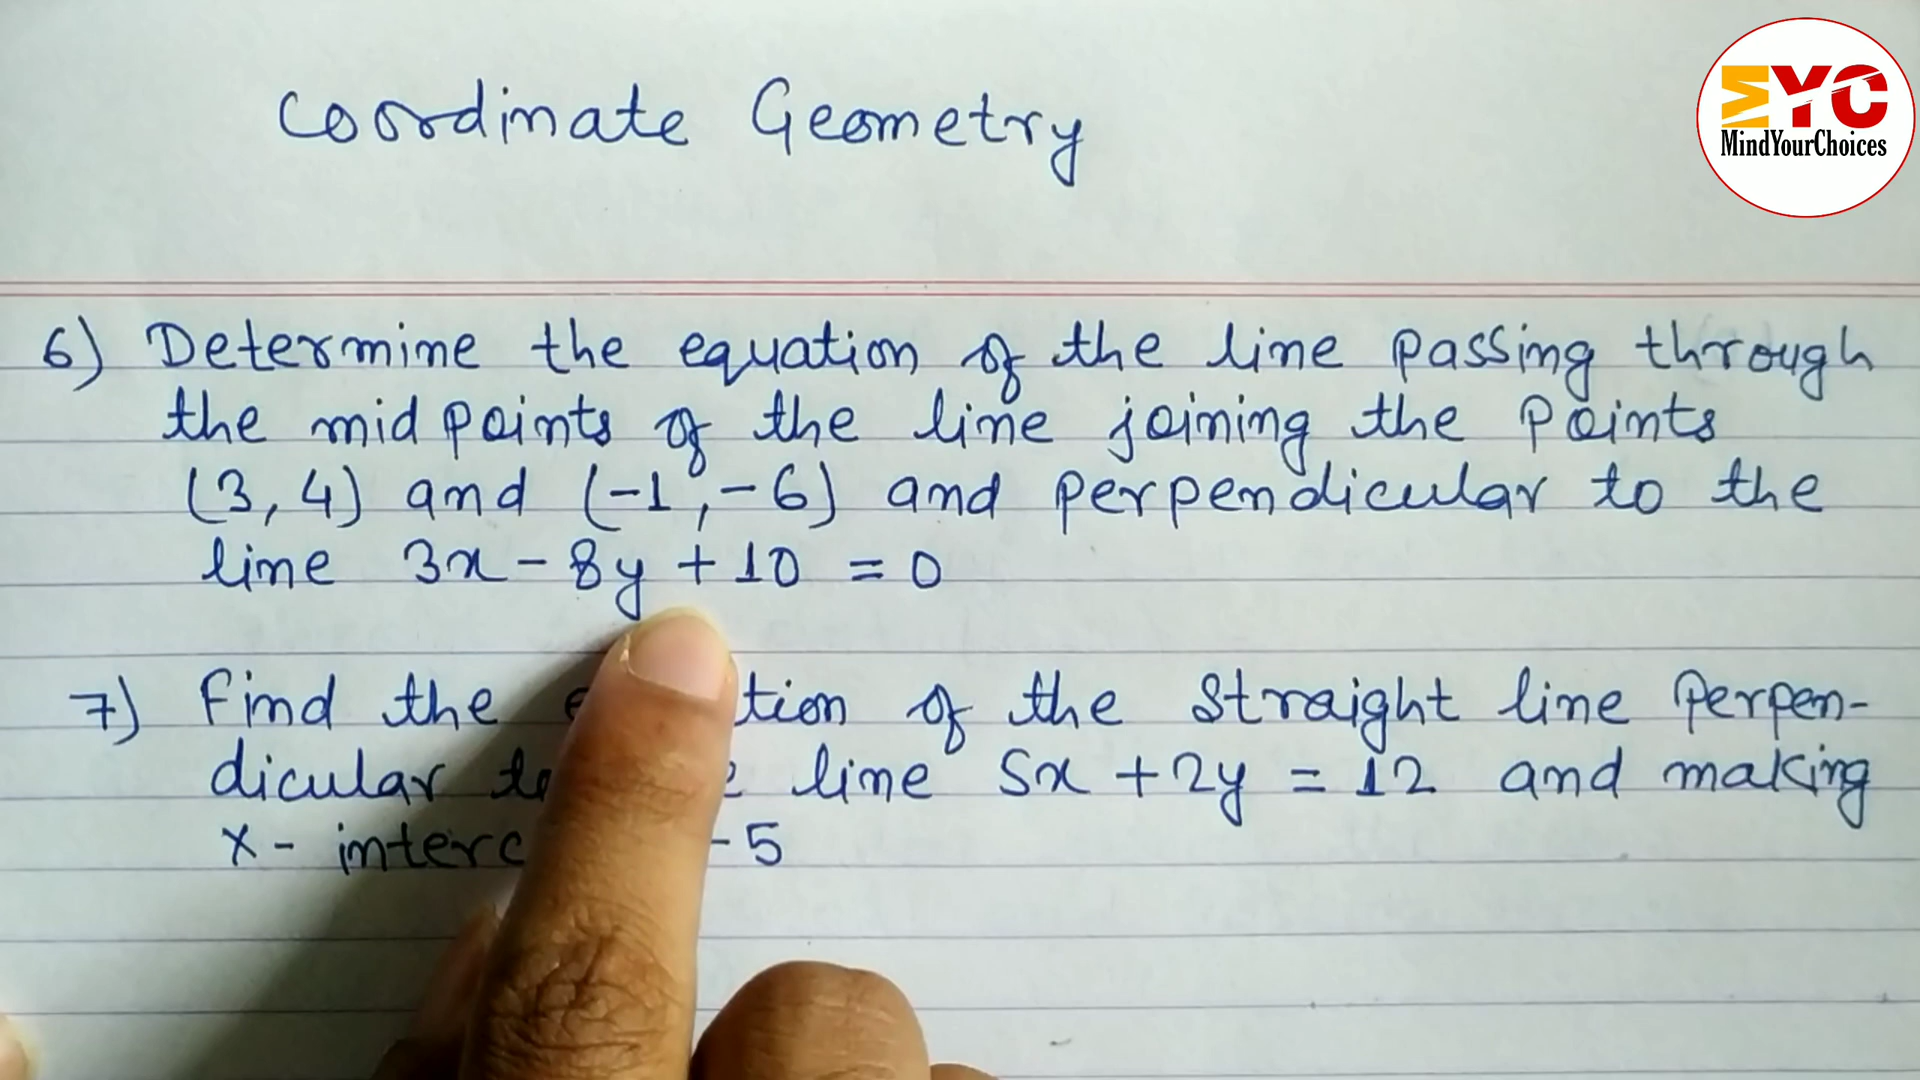 Coordinate Geometry
MYC
MindYourChoices
6) Determine the equation of the line passing through
the mid points of the line joining the points
(3, 4) and (-1, -6) and perpendicular to the
line 3x - 8y + 10 = 0
7) Find the tion of the straight line perpen-
dicular line 5x + 2y = 12 and making
x - interc -5